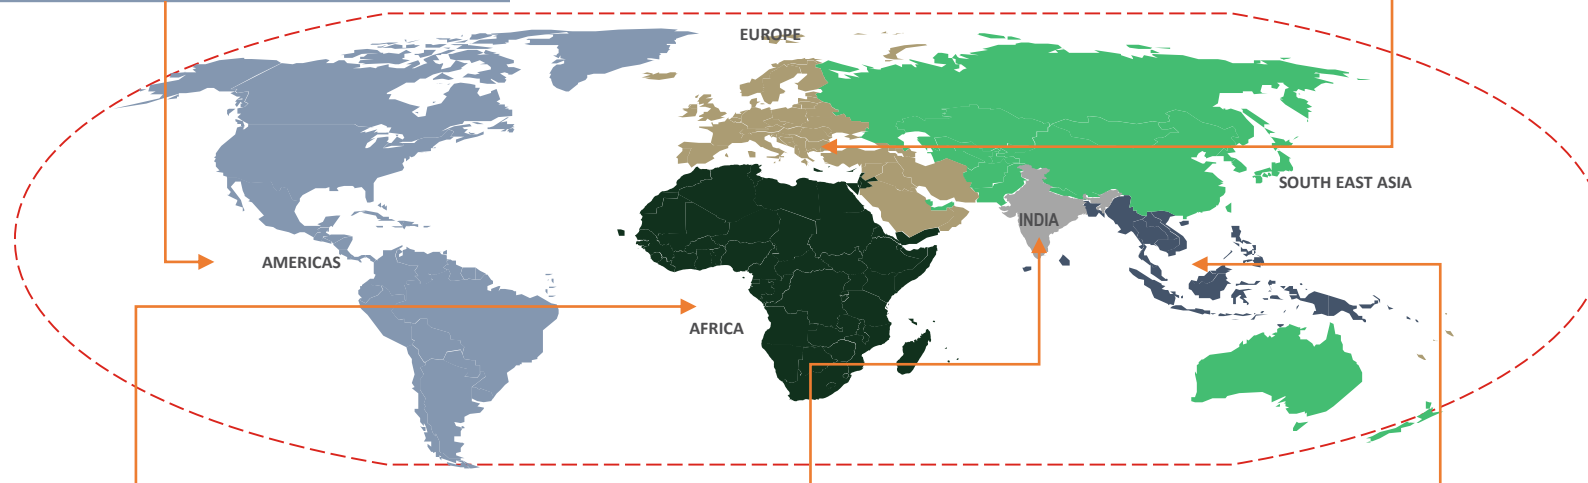 EUROPE
SOUTH EAST ASIA
INDIA
AMERICAS
AFRICA